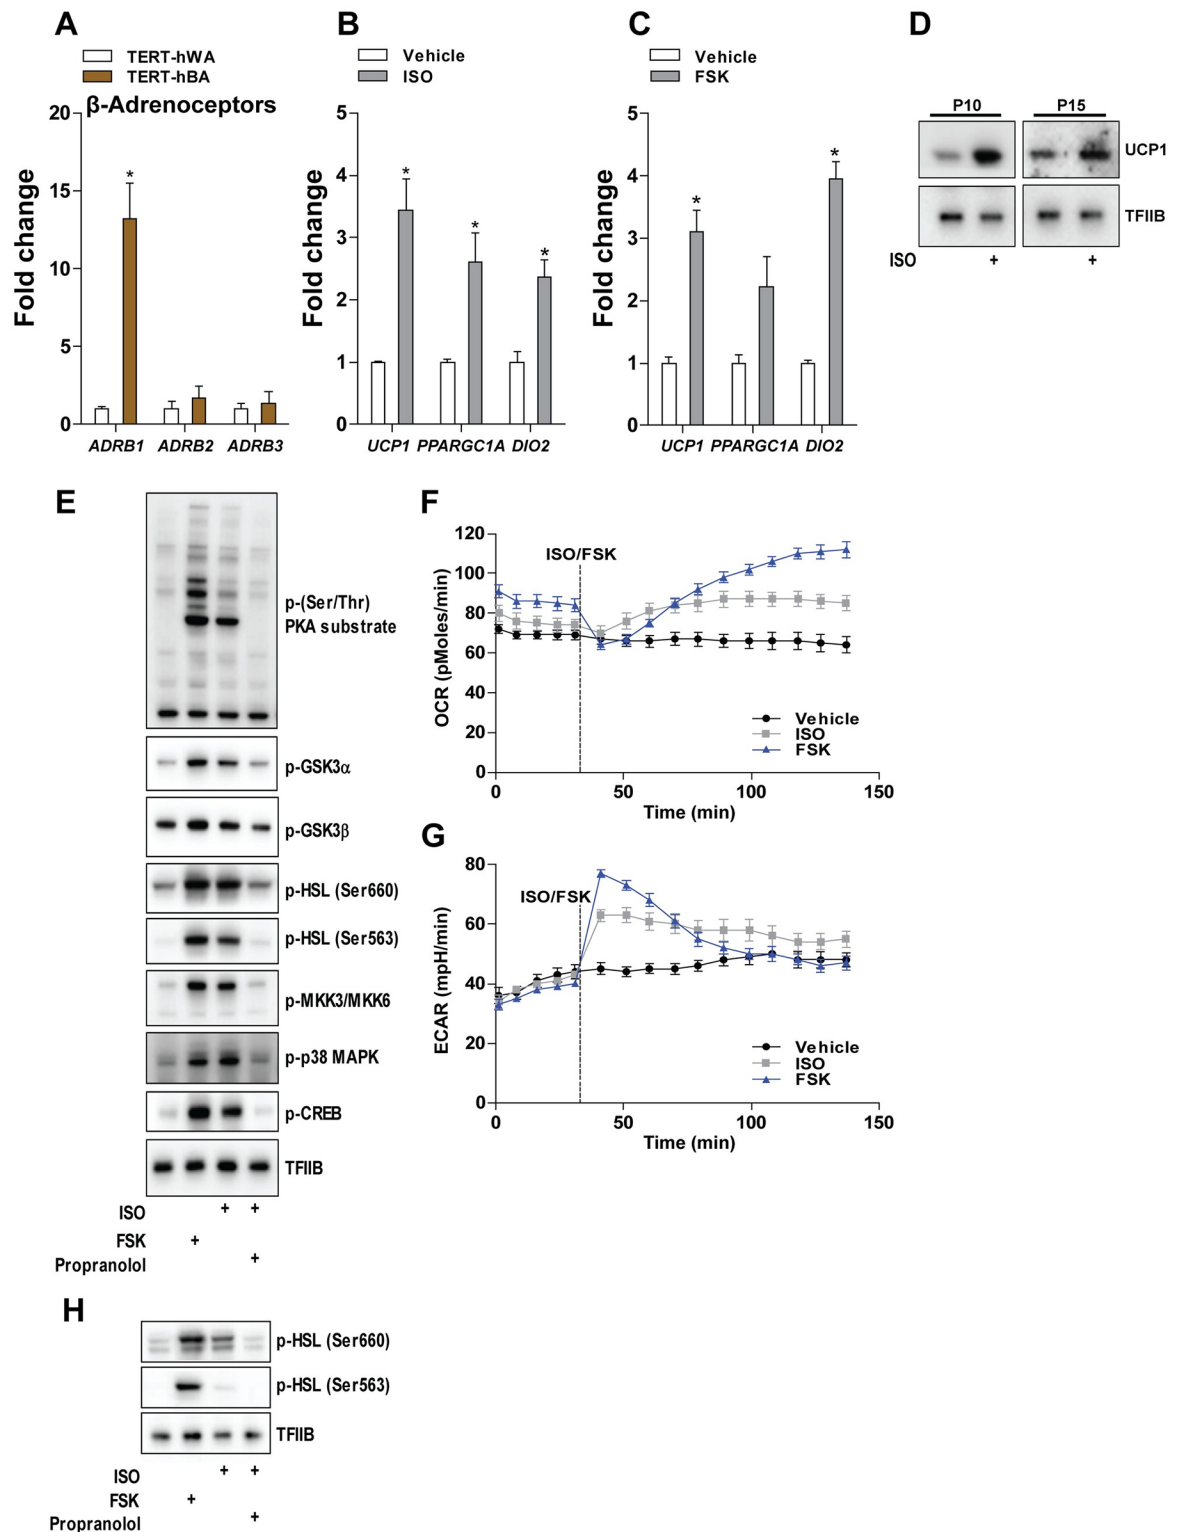 A
TERT-hWA
TERT-hBA
β-Adrenoceptors
Fold change
20
15
10
5
0
ADRB1 ADRB2 ADRB3
*
B
Vehicle
ISO
Fold change
5
4
3
2
1
0
* * *
UCP1 PPARGC1A DIO2
C
Vehicle
FSK
Fold change
5
4
3
2
1
0
* *
UCP1 PPARGC1A DIO2
D
P10 P15
UCP1
TFIIB
ISO + +
E
p-(Ser/Thr)
PKA substrate
p-GSK3α
p-GSK3β
p-HSL (Ser660)
p-HSL (Ser563)
p-MKK3/MKK6
p-p38 MAPK
p-CREB
TFIIB
ISO + +
FSK +
Propranolol +
F
OCR (pMoles/min)
120
100
80
60
40
20
0
ISO/FSK
Vehicle
ISO
FSK
0 50 100 150
Time (min)
G
ECAR (mpH/min)
80
60
40
20
0
ISO/FSK
Vehicle
ISO
FSK
0 50 100 150
Time (min)
H
p-HSL (Ser660)
p-HSL (Ser563)
TFIIB
ISO + +
FSK +
Propranolol +